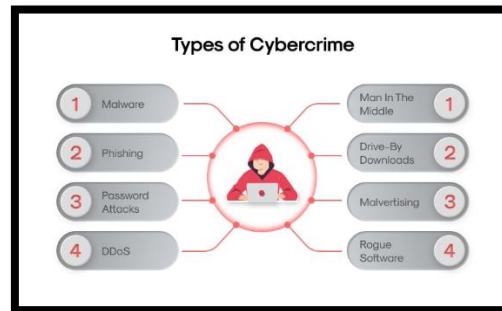 Types of Cybercrime
1 Malware
2 Phishing
3 Password
Attacks
4 DDoS
Man In The
Middle 1
Drive-By
Downloads 2
Malvertising 3
Rogue
Software 4